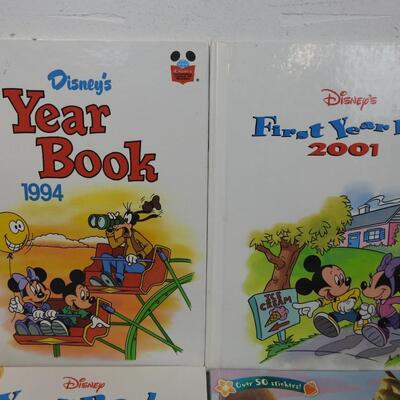 Disney's
Year
Book
1994
Disney's
First Year
2001
ICE
CREAM
Disney
Over 50 stickers!